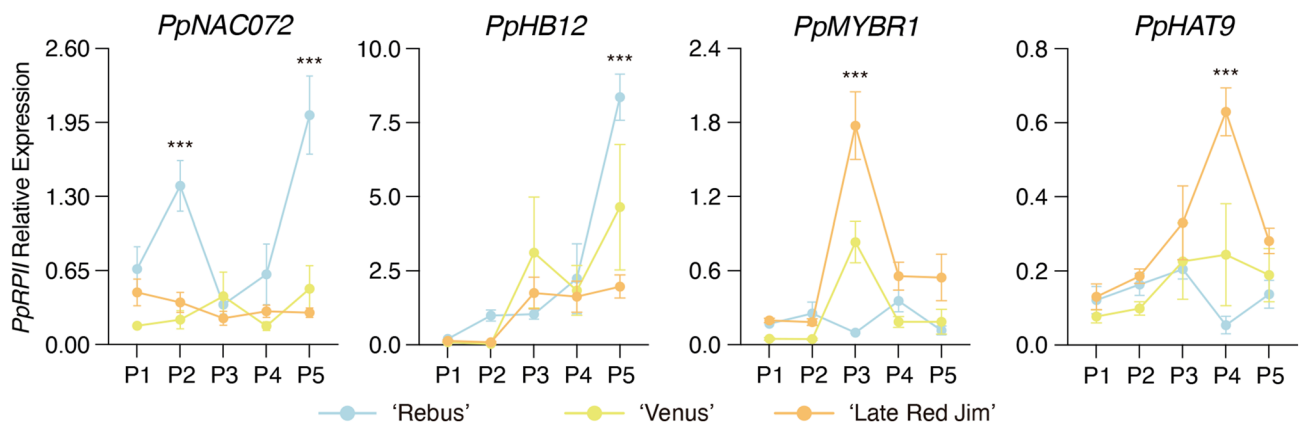 PpNAC072
PpHB12
PpMYBR1
PpHAT9
PpRPII Relative Expression
2.60
1.95
1.30
0.65
0.00
***
***
P1 P2 P3 P4 P5
10.0
7.5
5.0
2.5
0.0
***
P1 P2 P3 P4 P5
2.4
1.8
1.2
0.6
0.0
***
P1 P2 P3 P4 P5
0.8
0.6
0.4
0.2
0.0
***
P1 P2 P3 P4 P5
‘Rebus’ ‘Venus’ ‘Late Red Jim’